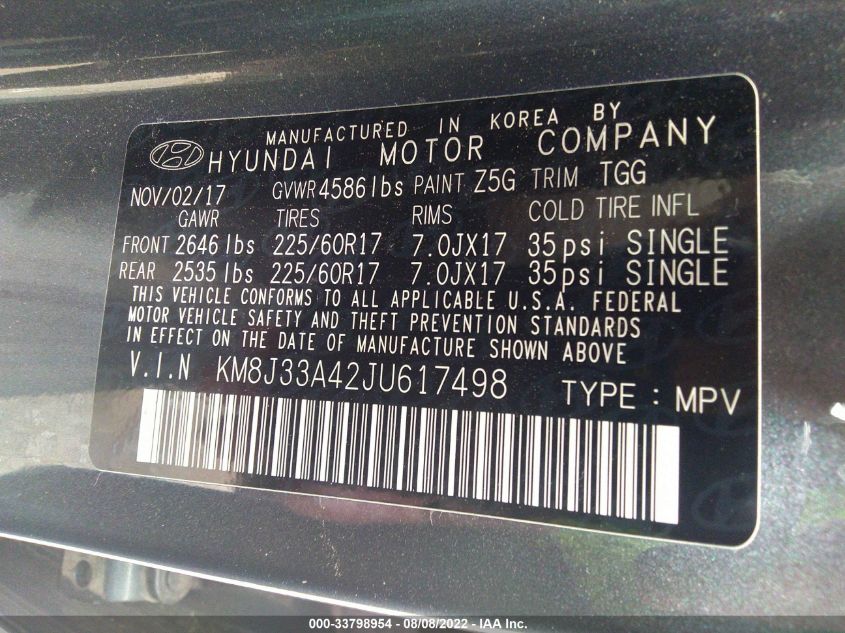 MANUFACTURED IN KOREA BY
HYUNDAI MOTOR COMPANY
NOV/02/17 GVWR 4586 lbs PAINT Z5G TRIM TGG
GAWR TIRES RIMS COLD TIRE INFL
FRONT 2646 lbs 225/60R17 7.0JX17 35psi SINGLE
REAR 2535 lbs 225/60R17 7.0JX17 35psi SINGLE
THIS VEHICLE CONFORMS TO ALL APPLICABLE U.S.A. FEDERAL
MOTOR VEHICLE SAFETY AND THEFT PREVENTION STANDARDS
IN EFFECT ON THE DATE OF MANUFACTURE SHOWN ABOVE
V.I.N KM8J33A42JU617498 TYPE : MPV
000-33798954 - 08/08/2022 - IAA Inc.